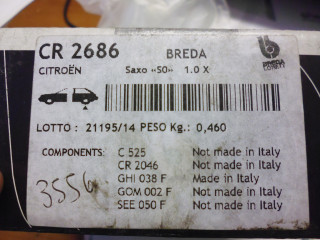 CR 2686 BREDA
CITROËN Saxo «S0» 1.0 X
LOTTO : 21195/14 PESO Kg.: 0,460
COMPONENTS: C 525 Not made in Italy
CR 2046 Not made in Italy
GHI 038 F Made in Italy
GOM 002 F Not made in Italy
SEE 050 F Not made in Italy
3556